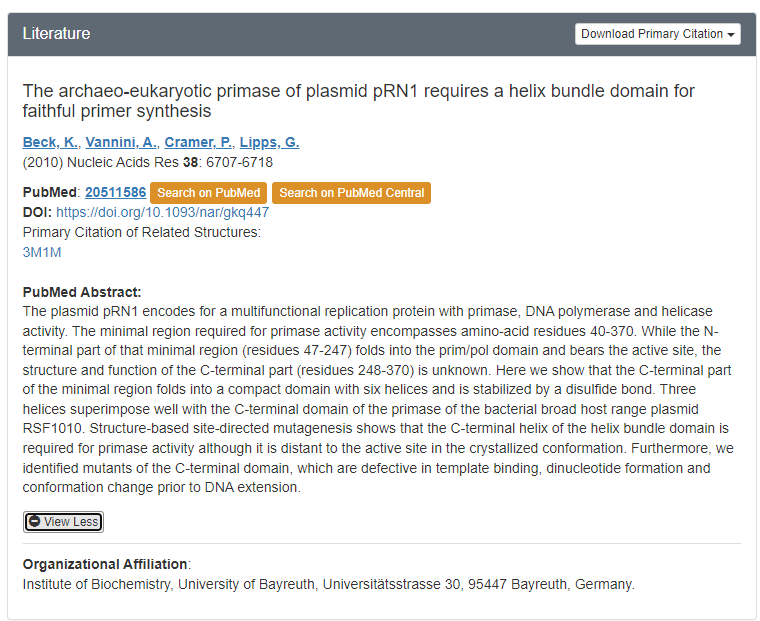 Literature
Download Primary Citation
The archaeo-eukaryotic primase of plasmid pRN1 requires a helix bundle domain for
faithful primer synthesis
Beck, K., Vannini, A., Cramer, P., Lipps, G.
(2010) Nucleic Acids Res 38: 6707-6718
PubMed: 20511586 Search on PubMed Search on PubMed Central
DOI: https://doi.org/10.1093/nar/gkq447
Primary Citation of Related Structures:
3M1M
PubMed Abstract:
The plasmid pRN1 encodes for a multifunctional replication protein with primase, DNA polymerase and helicase
activity. The minimal region required for primase activity encompasses amino-acid residues 40-370. While the N-
terminal part of that minimal region (residues 47-247) folds into the prim/pol domain and bears the active site, the
structure and function of the C-terminal part (residues 248-370) is unknown. Here we show that the C-terminal part
of the minimal region folds into a compact domain with six helices and is stabilized by a disulfide bond. Three
helices superimpose well with the C-terminal domain of the primase of the bacterial broad host range plasmid
RSF1010. Structure-based site-directed mutagenesis shows that the C-terminal helix of the helix bundle domain is
required for primase activity although it is distant to the active site in the crystallized conformation. Furthermore, we
identified mutants of the C-terminal domain, which are defective in template binding, dinucleotide formation and
conformation change prior to DNA extension.
View Less
Organizational Affiliation:
Institute of Biochemistry, University of Bayreuth, Universitätsstrasse 30, 95447 Bayreuth, Germany.